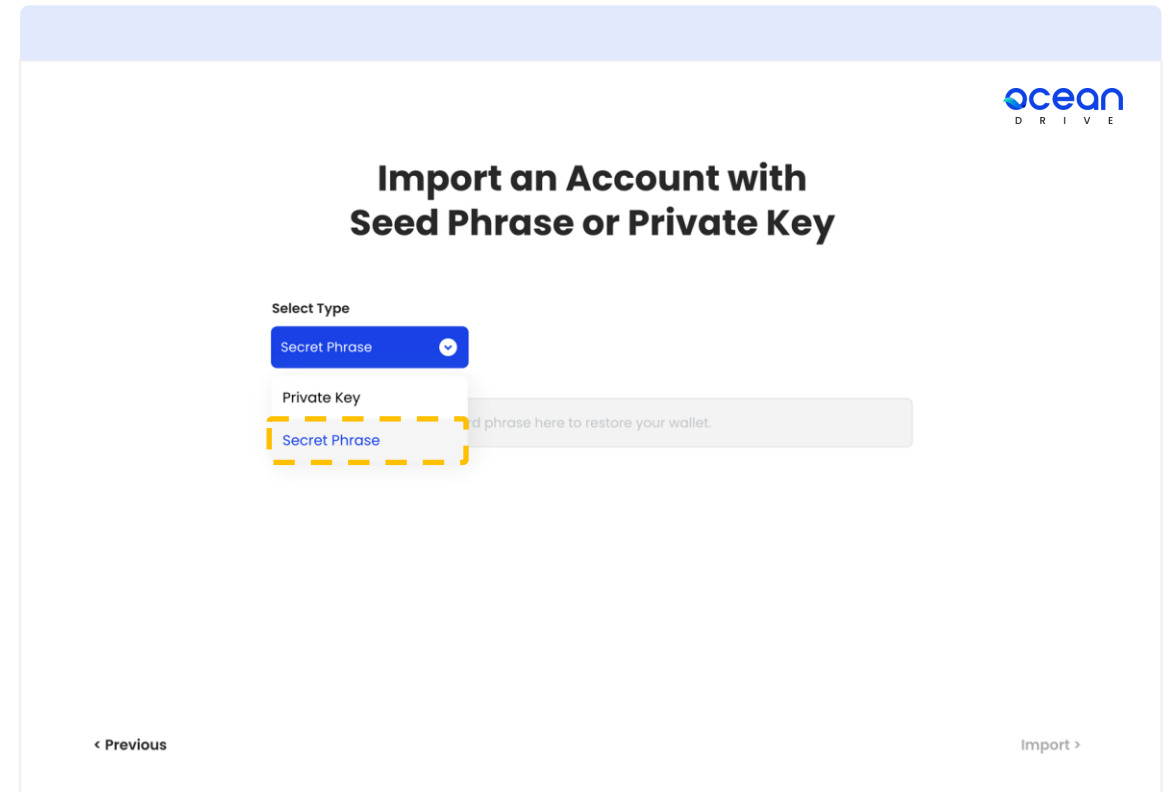 ocean
DRIVE
Import an Account with
Seed Phrase or Private Key
Select Type
Secret Phrase
Private Key
phrase here to restore your wallet.
Secret Phrase
< Previous
Import >